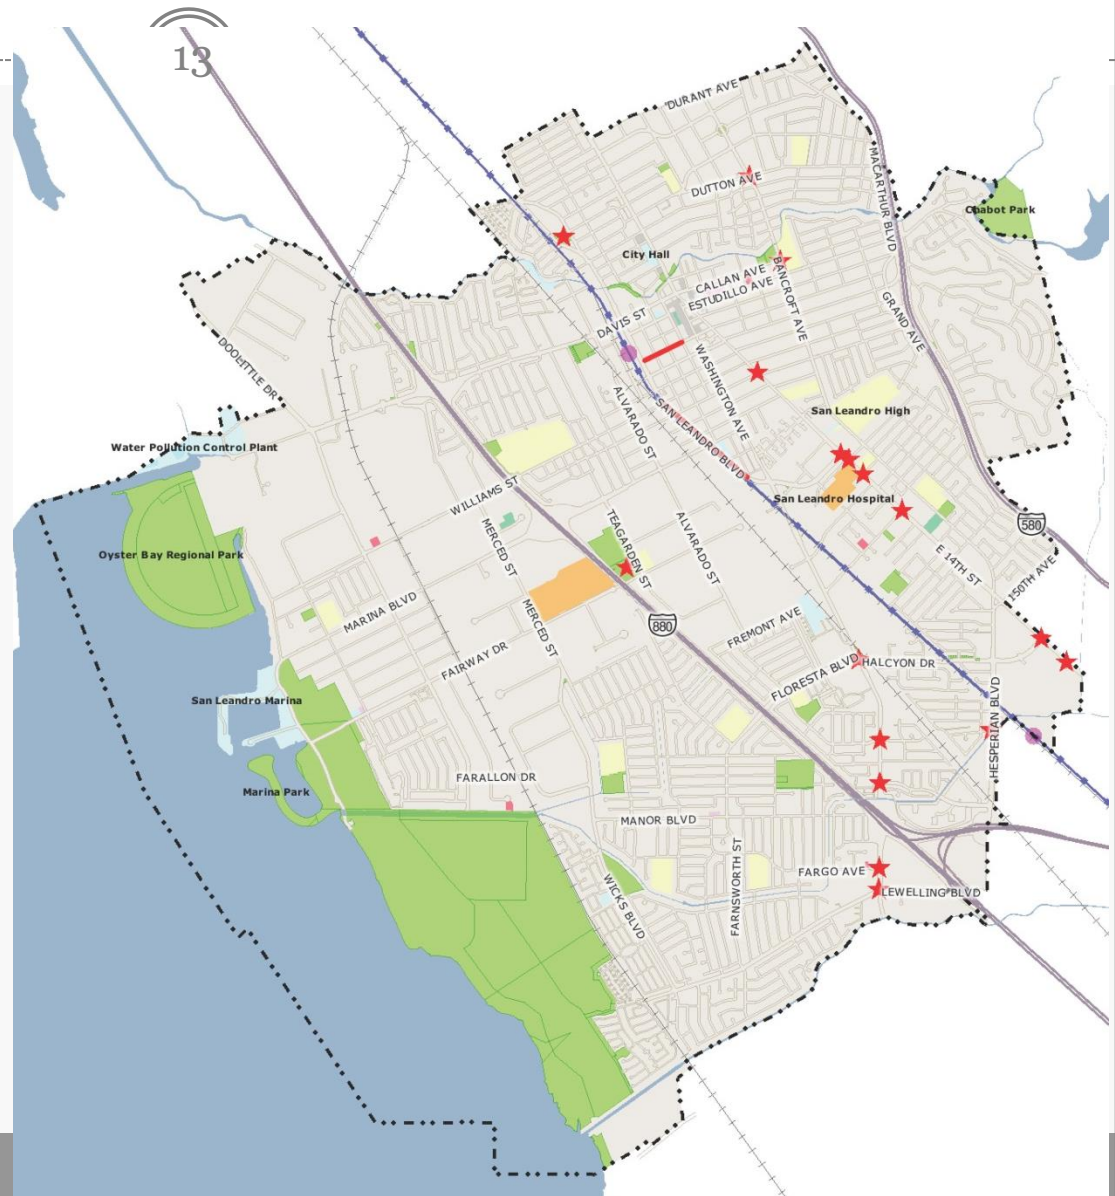 13
DURANT AVE
MACARTHUR BLVD
DUTTON AVE
Chabot Park
City Hall
CALLAN AVE
ESTUDILLO AVE
BANCROFT AVE
GRAND AVE
DAVIS ST
DOOLITTLE DR
WASHINGTON AVE
ALVARADO ST
SAN LEANDRO BLVD
San Leandro High
Water Pollution Control Plant
WILLIAMS ST
San Leandro Hospital
580
MERCED ST
TEAGARDEN ST
ALVARADO ST
E 14TH ST
150TH AVE
Oyster Bay Regional Park
MARINA BLVD
MERCED ST
880
FREMONT AVE
FAIRWAY DR
FLORESTA BLVD
HALCYON DR
San Leandro Marina
HESPERIAN BLVD
FARALLON DR
Marina Park
MANOR BLVD
FARNSWORTH ST
FARGO AVE
WICKS BLVD
LEWELLING BLVD